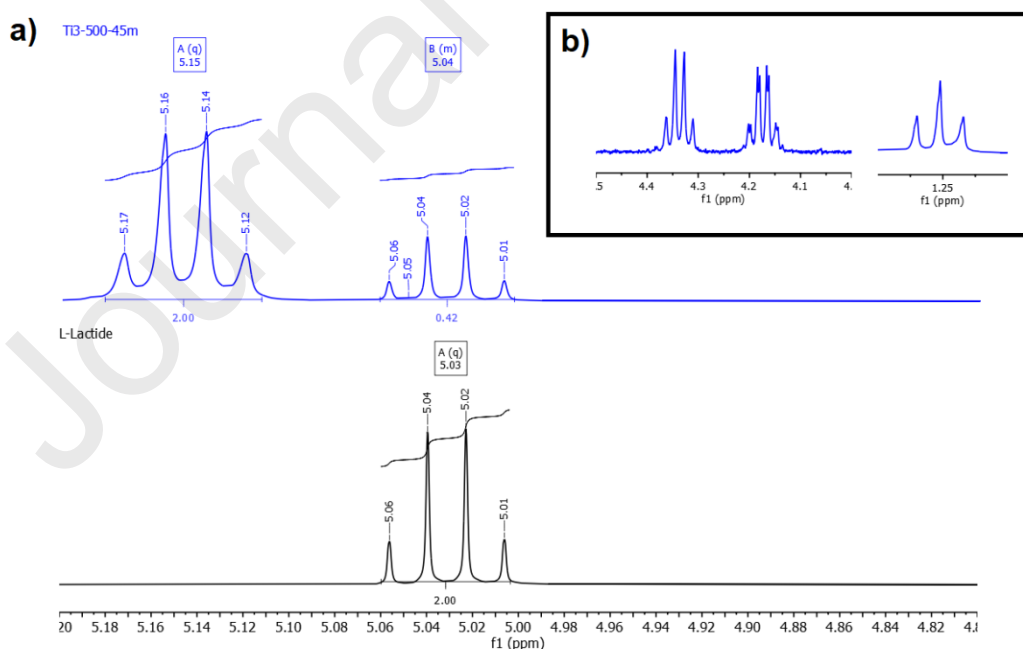 a)
Ti3-500-45m
A (q)
5.15
B (m)
5.04
5.17
5.16
5.14
5.12
5.06
5.05
5.04
5.02
5.01
2.00
0.42
b)
.5 4.4 4.3 4.2 4.1 4.
f1 (ppm)
1.25
f1 (ppm)
L-Lactide
A (q)
5.03
5.06
5.04
5.02
5.01
2.00
20 5.18 5.16 5.14 5.12 5.10 5.08 5.06 5.04 5.02 5.00 4.98 4.96 4.94 4.92 4.90 4.88 4.86 4.84 4.82 4.8
f1 (ppm)
Journal